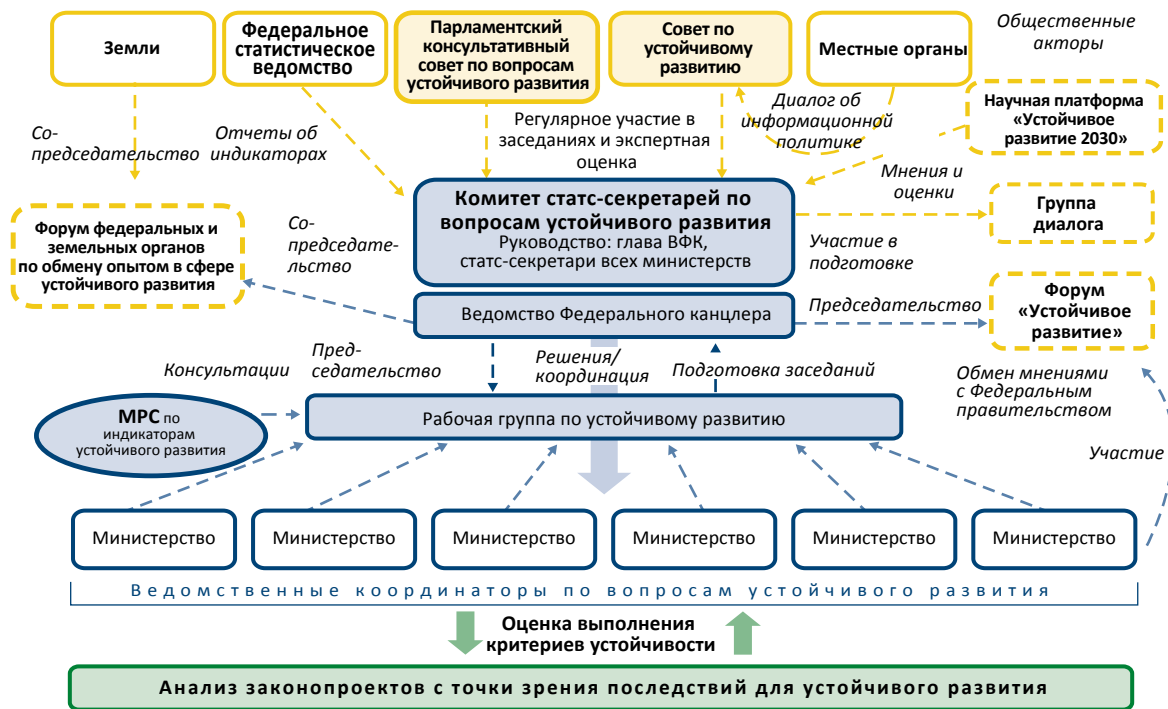 Земли
Федеральное
статистическое
ведомство
Парламентский
консультативный
совет по вопросам
устойчивого развития
Совет по
устойчивому
развитию
Местные органы
Общественные
акторы
Научная платформа
«Устойчивое
развитие 2030»
Со-
председательство
Отчеты об
индикаторах
Регулярное участие в
заседаниях и экспертная
оценка
Диалог об
информационной
политике
Мнения и
оценки
Комитет статс-секретарей по
вопросам устойчивого развития
Руководство: глава ВФК,
статс-секретари всех министерств
Группа
диалога
Форум федеральных и
земельных органов
по обмену опытом в сфере
устойчивого развития
Со-
председате-
льство
Участие в
подготовке
Ведомство Федерального канцлера
Председательство
Форум
«Устойчивое
развитие»
Консультации
Пред-
седательство
Решения/
координация
Подготовка заседаний
Обмен мнениями
с Федеральным
правительством
МРС по
индикаторам
устойчивого развития
Рабочая группа по устойчивому развитию
Участие
Министерство
Министерство
Министерство
Министерство
Министерство
Министерство
Ведомственные координаторы по вопросам устойчивого развития
Оценка выполнения
критериев устойчивости
Анализ законопроектов с точки зрения последствий для устойчивого развития